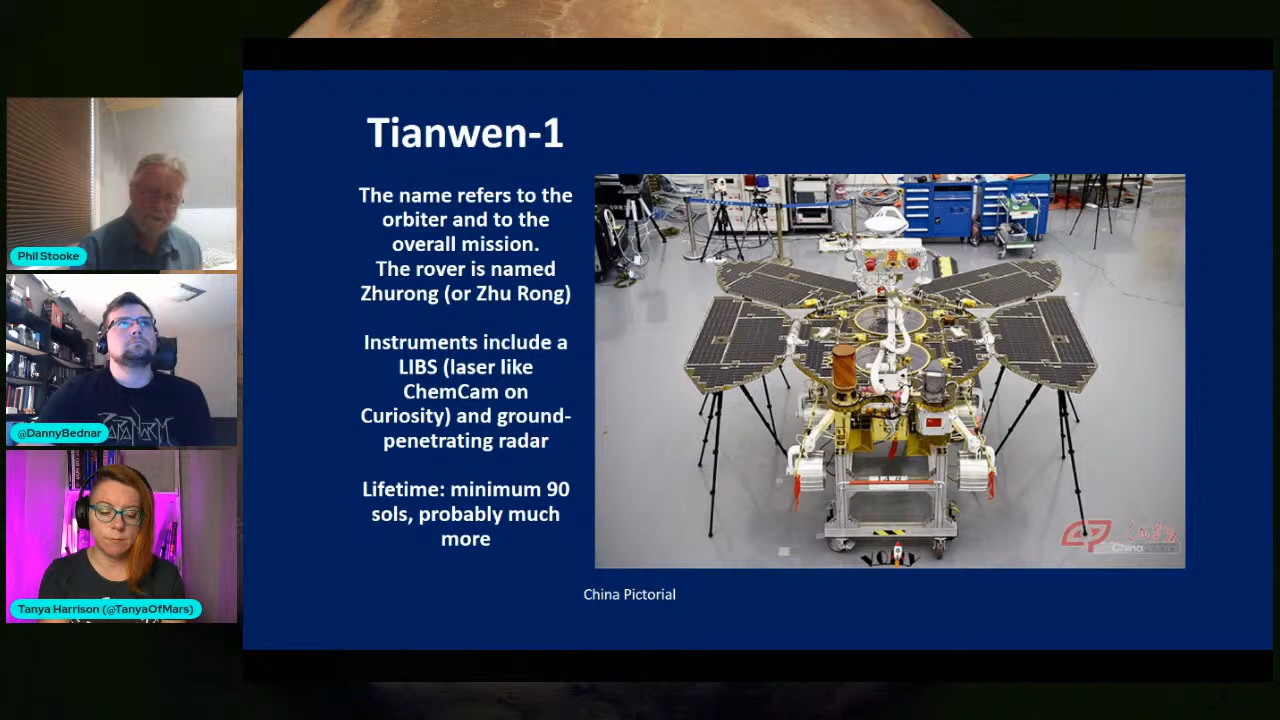 Tianwen-1
The name refers to the
orbiter and to the
overall mission.
The rover is named
Zhurong (or Zhu Rong)
Instruments include a
LIBS (laser like
ChemCam on
Curiosity) and ground-
penetrating radar
Lifetime: minimum 90
sols, probably much
more
China Pictorial
Phil Stooke
@DannyBednar
Tanya Harrison (@TanyaOfMars)